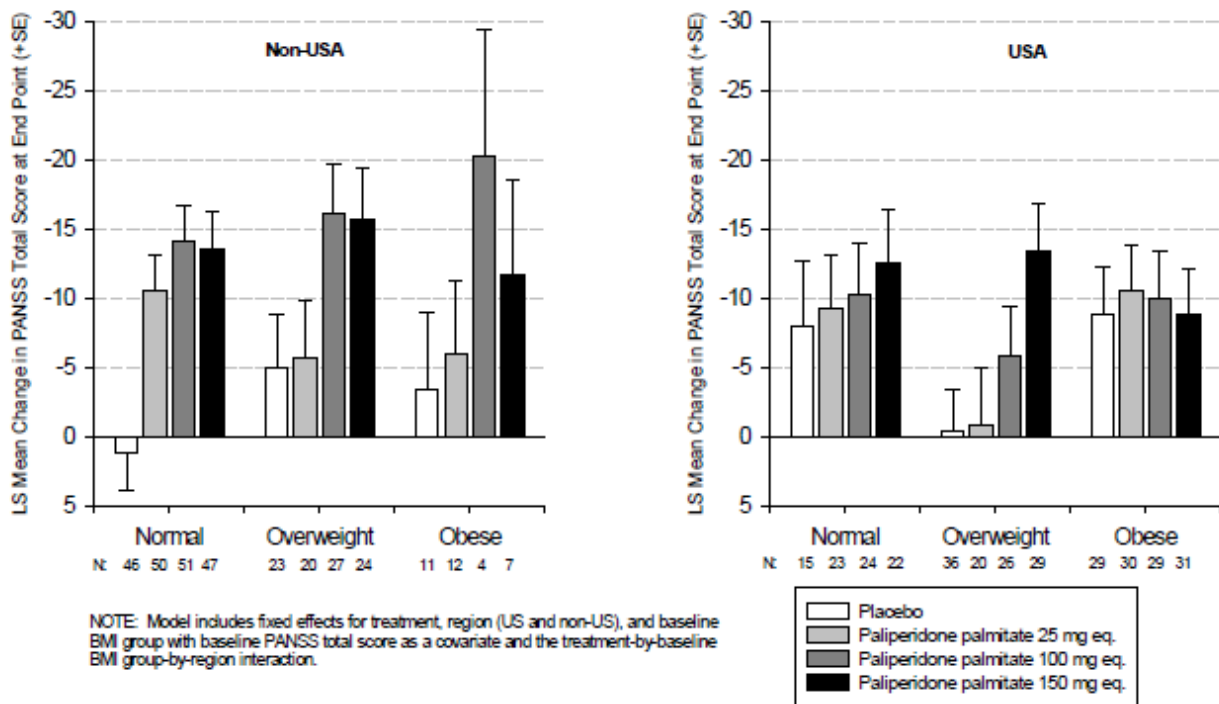 LS Mean Change in PANSS Total Score at End Point (+SE)
Non-USA
-30
-25
-20
-15
-10
-5
0
5
Normal Overweight Obese
N: 46 50 51 47 23 20 27 24 11 12 4 7
LS Mean Change in PANSS Total Score at End Point (+SE)
USA
-30
-25
-20
-15
-10
-5
0
5
Normal Overweight Obese
N: 15 23 24 22 36 20 26 29 29 30 29 31
NOTE: Model includes fixed effects for treatment, region (US and non-US), and baseline
BMI group with baseline PANSS total score as a covariate and the treatment-by-baseline
BMI group-by-region interaction.
Placebo
Paliperidone palmitate 25 mg eq.
Paliperidone palmitate 100 mg eq.
Paliperidone palmitate 150 mg eq.